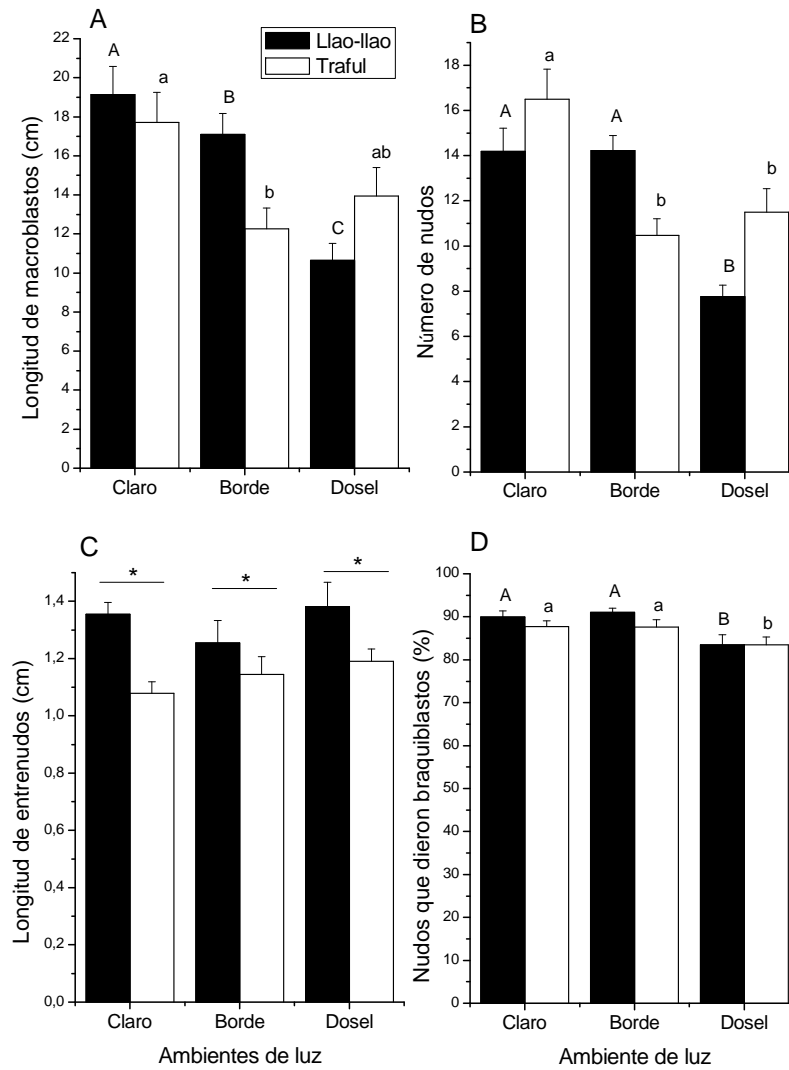 A
Llao-llao
Traful
Longitud de macroblastos (cm)
22
20
18
16
14
12
10
8
6
4
2
0
A
a
B
b
C
ab
Claro
Borde
Dosel
B
Número de nudos
18
16
14
12
10
8
6
4
2
0
A
a
A
b
B
b
Claro
Borde
Dosel
C
Longitud de entrenudos (cm)
1,4
1,2
1,0
0,8
0,6
0,4
0,2
0,0
*
*
*
Claro
Borde
Dosel
Ambientes de luz
D
Nudos que dieron braquiblastos (%)
100
90
80
70
60
50
40
30
20
10
0
A
a
A
a
B
b
Claro
Borde
Dosel
Ambiente de luz